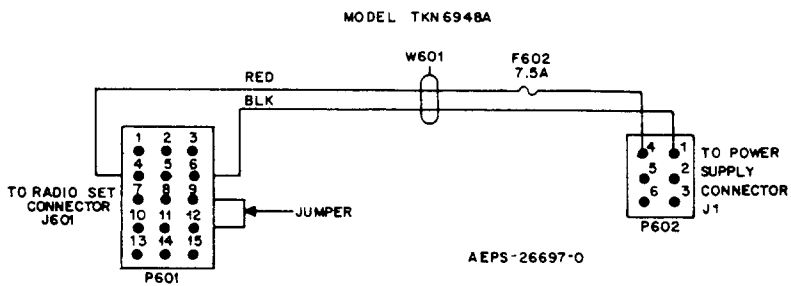 MODEL TKN6948A
W601
F602
7.5A
RED
BLK
1 2 3
4 5 6
7 8 9
10 11 12
13 14 15
TO RADIO SET
CONNECTOR
J601
JUMPER
P601
4 1
5 2
6 3
TO POWER
SUPPLY
CONNECTOR
J1
P602
AEPS-26697-O